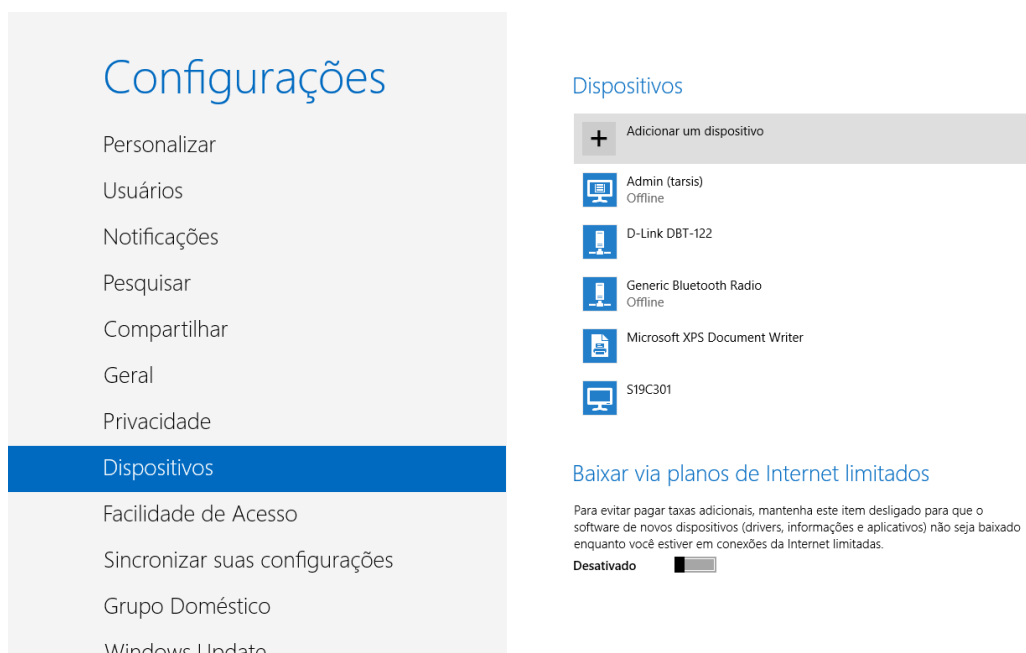 Configurações
Personalizar
Usuários
Notificações
Pesquisar
Compartilhar
Geral
Privacidade
Dispositivos
Facilidade de Acesso
Sincronizar suas configurações
Grupo Doméstico
Windows Update
Dispositivos
Adicionar um dispositivo
Admin (tarsis)
Offline
D-Link DBT-122
Generic Bluetooth Radio
Offline
Microsoft XPS Document Writer
S19C301
Baixar via planos de Internet limitados
Para evitar pagar taxas adicionais, mantenha este item desligado para que o
software de novos dispositivos (drivers, informações e aplicativos) não seja baixado
enquanto você estiver em conexões da Internet limitadas.
Desativado